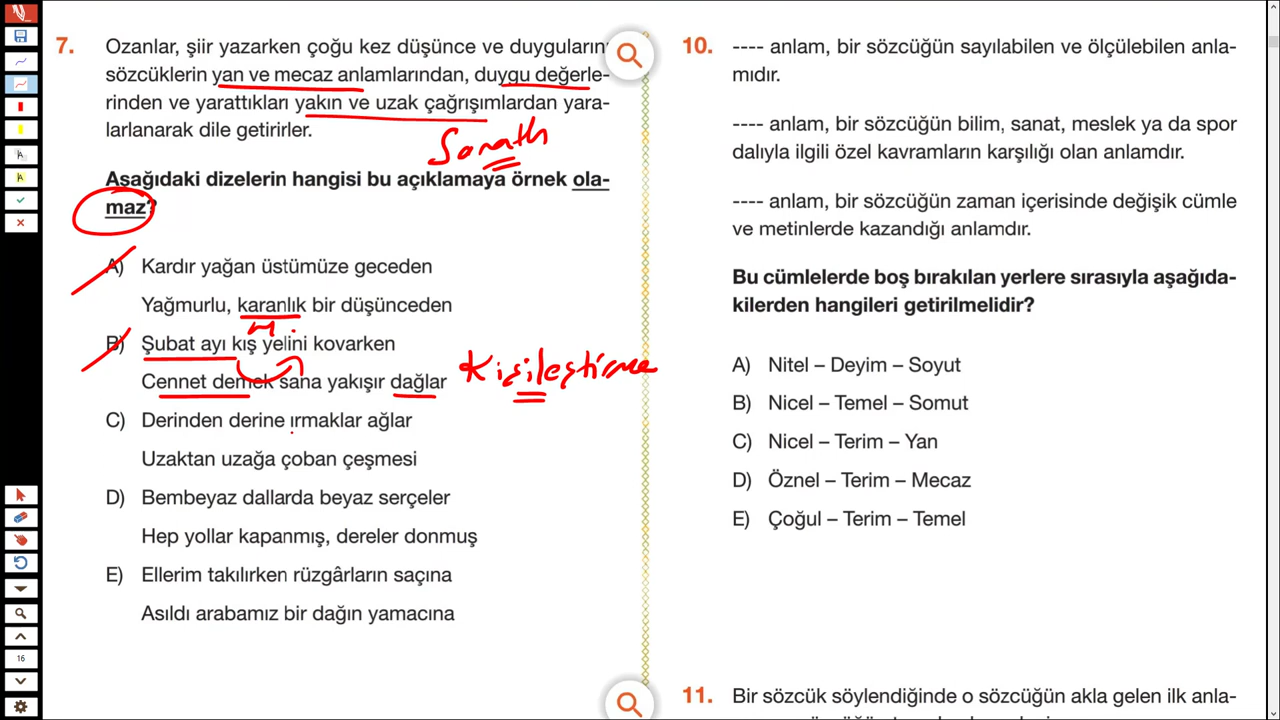 7. Ozanlar, şiir yazarken çoğu kez düşünce ve duyguların
sözcüklerin yan ve mecaz anlamlarından, duygu değerle-
rinden ve yarattıkları yakın ve uzak çağrışımlardan yara-
larlanarak dile getirirler.
Sanatlı
Aşağıdaki dizelerin hangisi bu açıklamaya örnek ola-
maz?
A) Kardır yağan üstümüze geceden
Yağmurlu, karanlık bir düşünceden
M
B) Şubat ayı kış yelini kovarken
Cennet demek sana yakışır dağlar
Kişileştirme
C) Derinden derine ırmaklar ağlar
Uzaktan uzağa çoban çeşmesi
D) Bembeyaz dallarda beyaz serçeler
Hep yollar kapanmış, dereler donmuş
E) Ellerim takılırken rüzgârların saçına
Asıldı arabamız bir dağın yamacına
10. ---- anlam, bir sözcüğün sayılabilen ve ölçülebilen anla-
mıdır.
---- anlam, bir sözcüğün bilim, sanat, meslek ya da spor
dalıyla ilgili özel kavramların karşılığı olan anlamdır.
---- anlam, bir sözcüğün zaman içerisinde değişik cümle
ve metinlerde kazandığı anlamdır.
Bu cümlelerde boş bırakılan yerlere sırasıyla aşağıda-
kilerden hangileri getirilmelidir?
A) Nitel – Deyim – Soyut
B) Nicel – Temel – Somut
C) Nicel – Terim – Yan
D) Öznel – Terim – Mecaz
E) Çoğul – Terim – Temel
11. Bir sözcük söylendiğinde o sözcüğün akla gelen ilk anla-
16